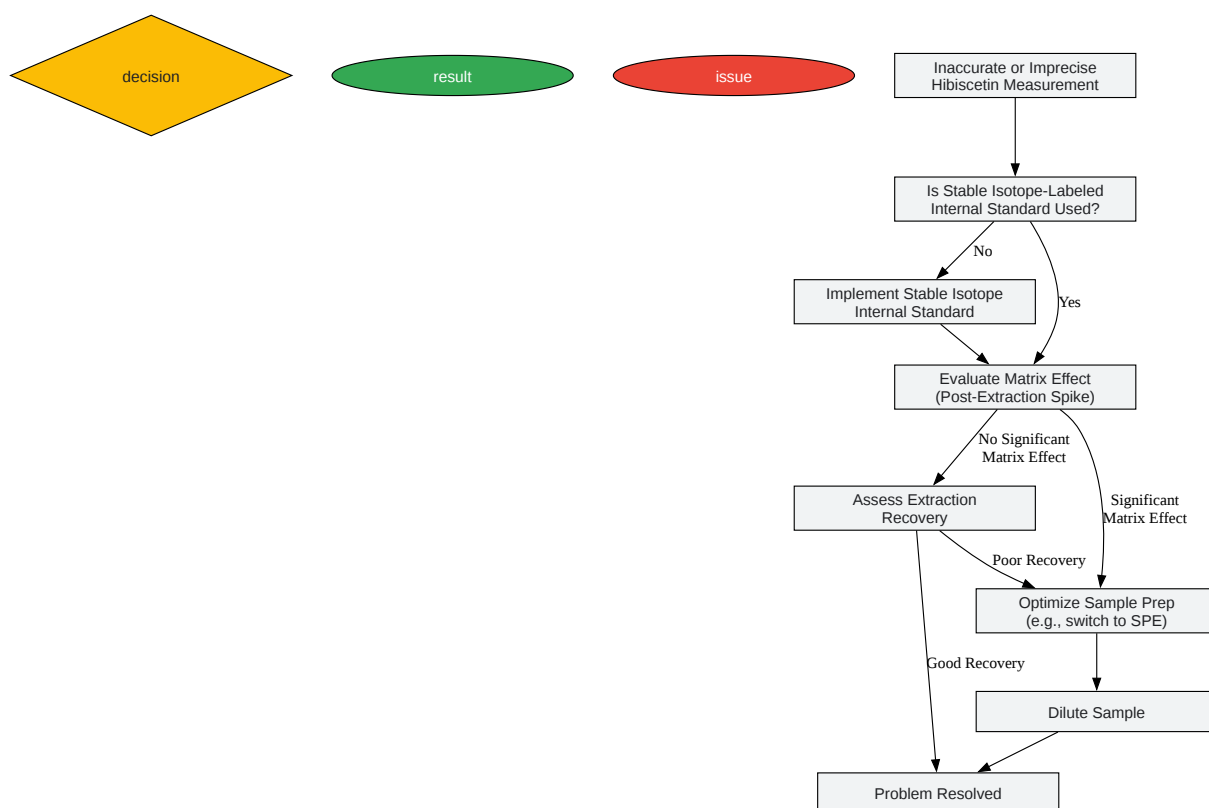 decision
result
issue
Inaccurate or Imprecise
Hibiscetin Measurement
Is Stable Isotope-Labeled
Internal Standard Used?
No
Implement Stable Isotope
Internal Standard
Yes
Evaluate Matrix Effect
(Post-Extraction Spike)
No Significant
Matrix Effect
Assess Extraction
Recovery
Significant
Matrix Effect
Poor Recovery
Optimize Sample Prep
(e.g., switch to SPE)
Good Recovery
Dilute Sample
Problem Resolved